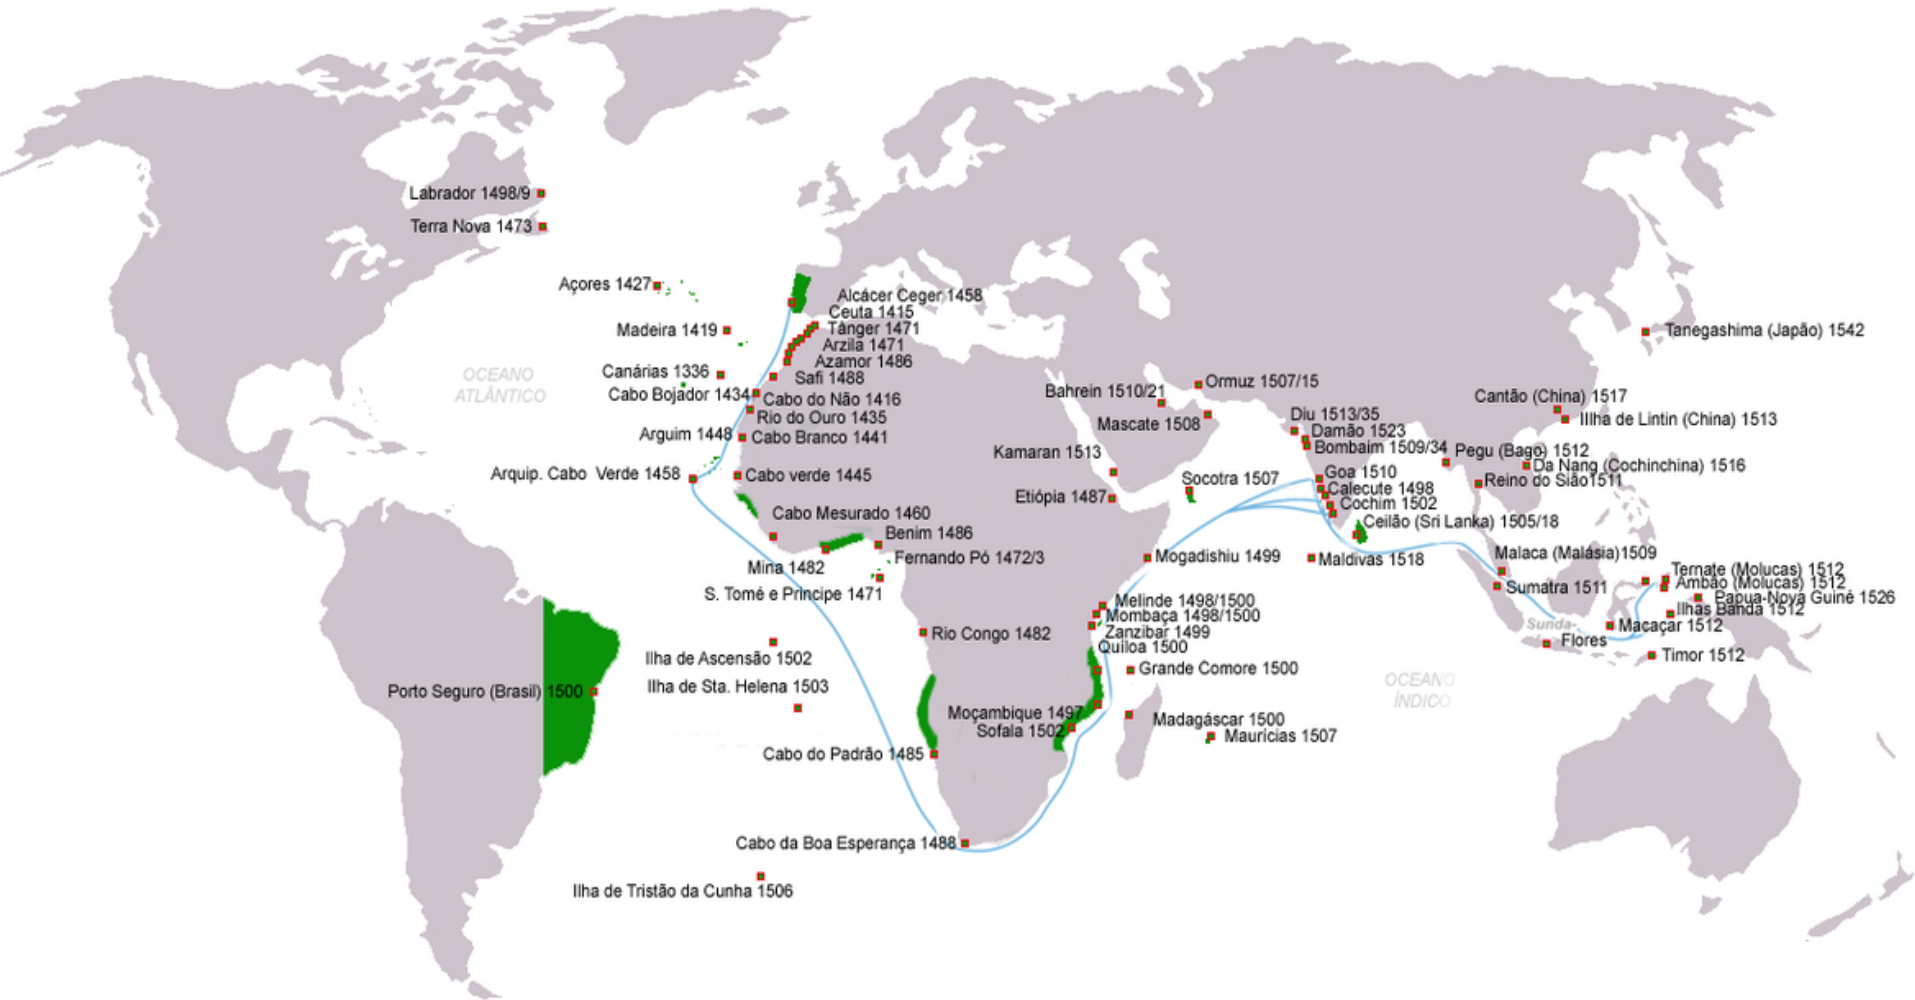 Labrador 1498/9
Terra Nova 1473
Açores 1427
Madeira 1419
Canárias 1336
Cabo Bojador 1434
Arguim 1448
Arquip. Cabo Verde 1458
OCEANO
ATLÂNTICO
Alcácer Ceger 1458
Ceuta 1415
Tânger 1471
Arzila 1471
Azamor 1486
Safi 1488
Cabo do Não 1416
Rio do Ouro 1435
Cabo Branco 1441
Cabo verde 1445
Cabo Mesurado 1460
Benim 1486
Fernando Pó 1472/3
Mina 1482
S. Tomé e Principe 1471
Rio Congo 1482
Ilha de Ascensão 1502
Ilha de Sta. Helena 1503
Porto Seguro (Brasil) 1500
Cabo do Padrão 1485
Cabo da Boa Esperança 1488
Ilha de Tristão da Cunha 1506
Bahrein 1510/21
Ormuz 1507/15
Mascate 1508
Kamaran 1513
Etiópia 1487
Socotra 1507
Mogadishiu 1499
Melinde 1498/1500
Mombaça 1498/1500
Zanzibar 1499
Quíloa 1500
Grande Comore 1500
Moçambique 1497
Sofala 1502
Madagáscar 1500
Maurícias 1507
Diu 1513/35
Damão 1523
Bombaim 1509/34
Goa 1510
Calecute 1498
Cochim 1502
Ceilão (Sri Lanka) 1505/18
Maldivas 1518
Tanegashima (Japão) 1542
Cantão (China) 1517
Illha de Lintin (China) 1513
Pegu (Bago) 1512
Da Nang (Cochinchina) 1516
Reino do Sião1511
Malaca (Malásia)1509
Sumatra 1511
Ternate (Molucas) 1512
Ambão (Molucas) 1512
Papua-Nova Guiné 1526
Ilhas Banda 1512
Macaçar 1512
Sunda-
Flores
Timor 1512
OCEANO
ÍNDICO